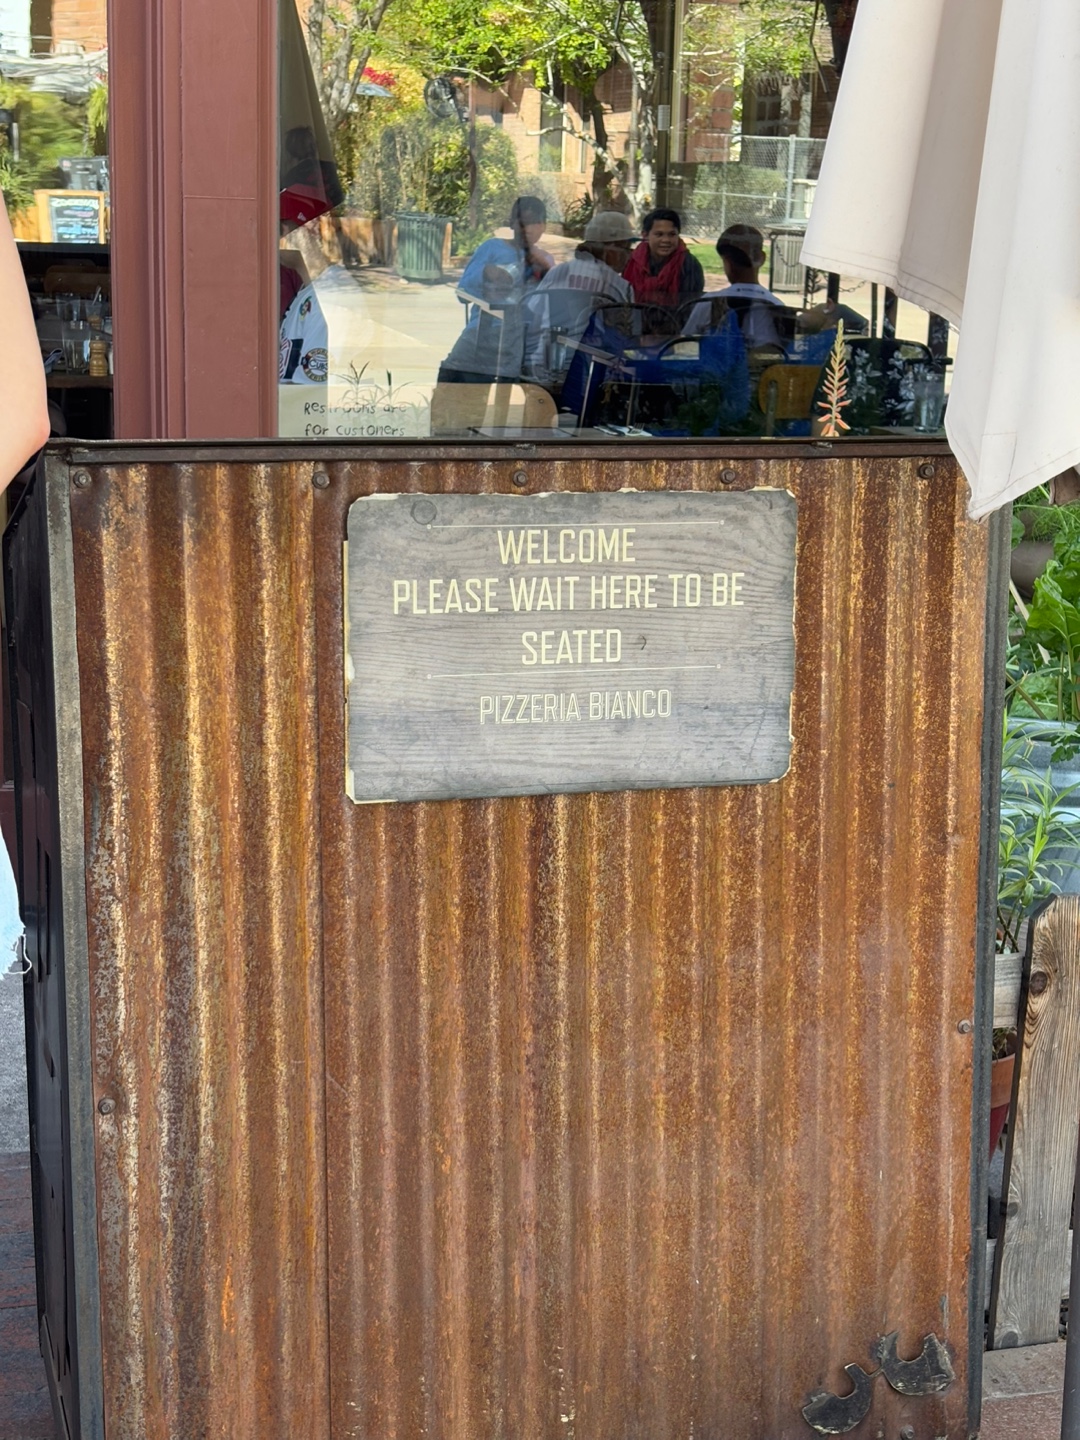 Restrooms are
for customers
WELCOME
PLEASE WAIT HERE TO BE
SEATED
PIZZERIA BIANCO